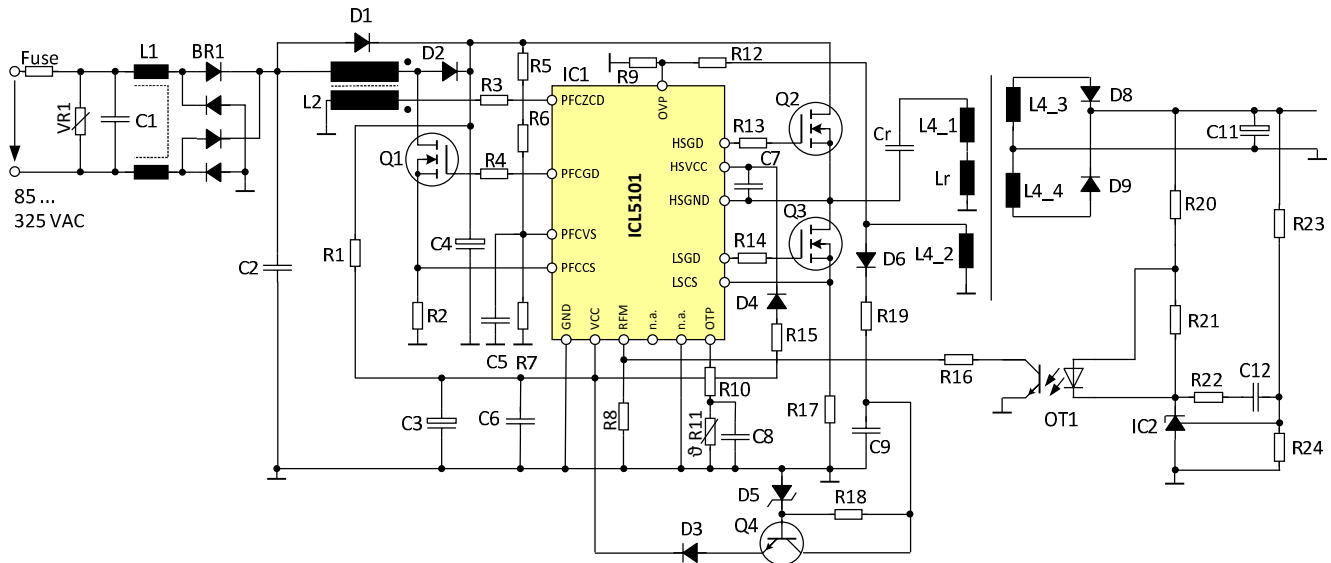 D1
Fuse
L1
BR1
D2
R5
R12
IC1
R9
R3
PFCZCD
OVP
Q2
D8
VR1
C1
L2
R6
Cr
L4_3
L4_1
C11
HSGD
R13
Q1
R4
PFCGD
HSVCC
C7
ICL5101
Lr
L4_4
D9
85 ...
325 VAC
HSGND
Q3
R20
R23
PFCVS
R1
C4
R14
LSGD
D6
L4_2
C2
PFCCS
LSCS
D4
R2
GND
VCC
RFM
n.a.
n.a.
OTP
R15
R19
R21
C5
R7
R16
R10
R22
C12
C3
C6
R8
ϑ R11
C8
R17
C9
OT1
IC2
R24
D5
R18
Q4
D3